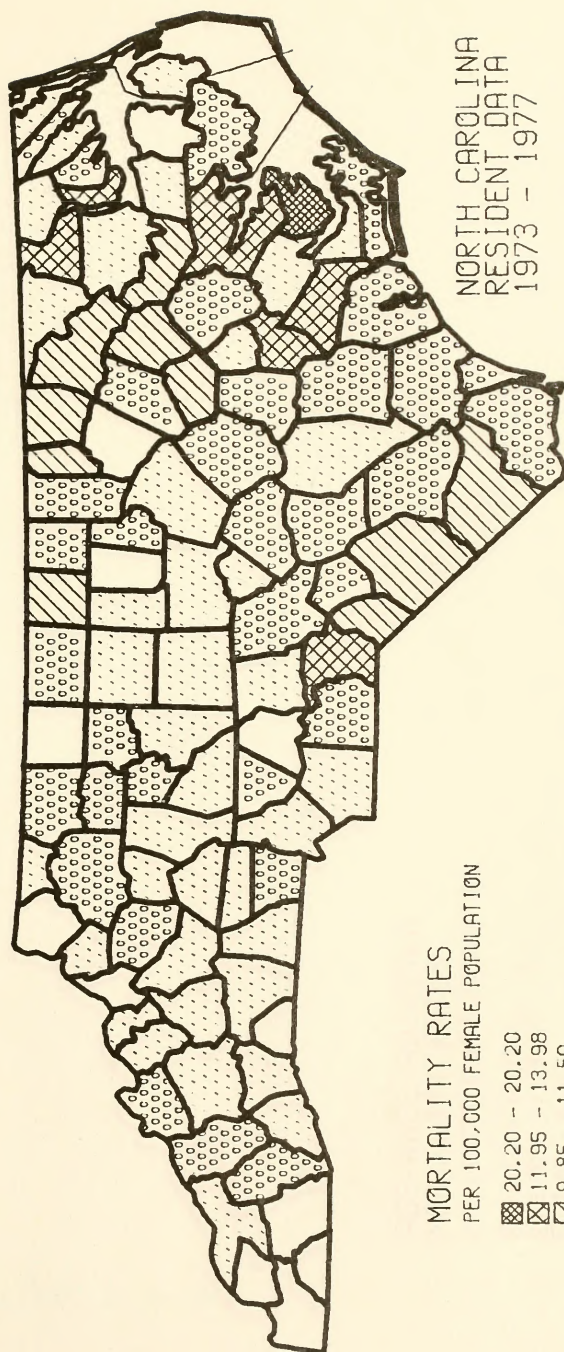 MORTALITY RATES
PER 100,000 FEMALE POPULATION
20.20 - 20.20
11.95 - 13.98
NORTH CAROLINA
RESIDENT DATA
1973 - 1977